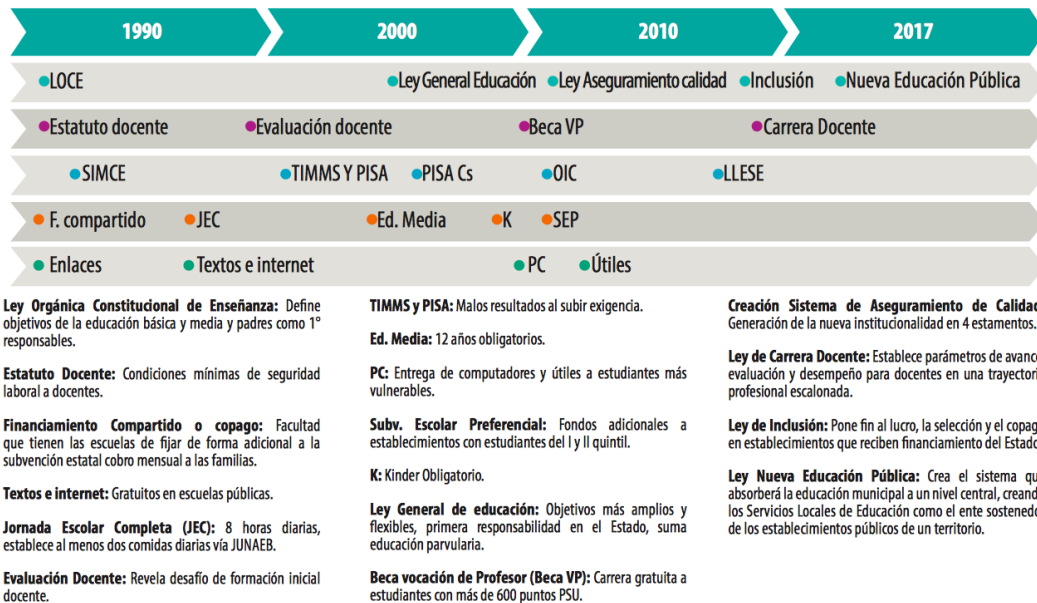 1990 2000 2010 2017
LOCE Ley General Educación Ley Aseguramiento calidad Inclusión Nueva Educación Pública
Estatuto docente Evaluación docente Beca VP Carrera Docente
SIMCE TIMMS Y PISA PISA Cs OIC LLESE
F. compartido JEC Ed. Media K SEP
Enlaces Textos e internet PC Útiles
Ley Orgánica Constitucional de Enseñanza: Define
objetivos de la educación básica y media y padres como 1°
responsables.
Estatuto Docente: Condiciones mínimas de seguridad
laboral a docentes.
Financiamiento Compartido o copago: Facultad
que tienen las escuelas de fijar de forma adicional a la
subvención estatal cobro mensual a las familias.
Textos e internet: Gratuitos en escuelas públicas.
Jornada Escolar Completa (JEC): 8 horas diarias,
establece al menos dos comidas diarias vía JUNAEB.
Evaluación Docente: Revela desafío de formación inicial
docente.
TIMMS y PISA: Malos resultados al subir exigencia.
Ed. Media: 12 años obligatorios.
PC: Entrega de computadores y útiles a estudiantes más
vulnerables.
Subv. Escolar Preferencial: Fondos adicionales a
establecimientos con estudiantes del I y II quintil.
K: Kinder Obligatorio.
Ley General de educación: Objetivos más amplios y
flexibles, primera responsabilidad en el Estado, suma
educación parvularia.
Beca vocación de Profesor (Beca VP): Carrera gratuita a
estudiantes con más de 600 puntos PSU.
Creación Sistema de Aseguramiento de Calidad
Generación de la nueva institucionalidad en 4 estamentos.
Ley de Carrera Docente: Establece parámetros de avance
evaluación y desempeño para docentes en una trayectori
profesional escalonada.
Ley de Inclusión: Pone fin al lucro, la selección y el copag
en establecimientos que reciben financiamiento del Estado
Ley Nueva Educación Pública: Crea el sistema qu
absorberá la educación municipal a un nivel central, creand
los Servicios Locales de Educación como el ente sostenedo
de los establecimientos públicos de un territorio.